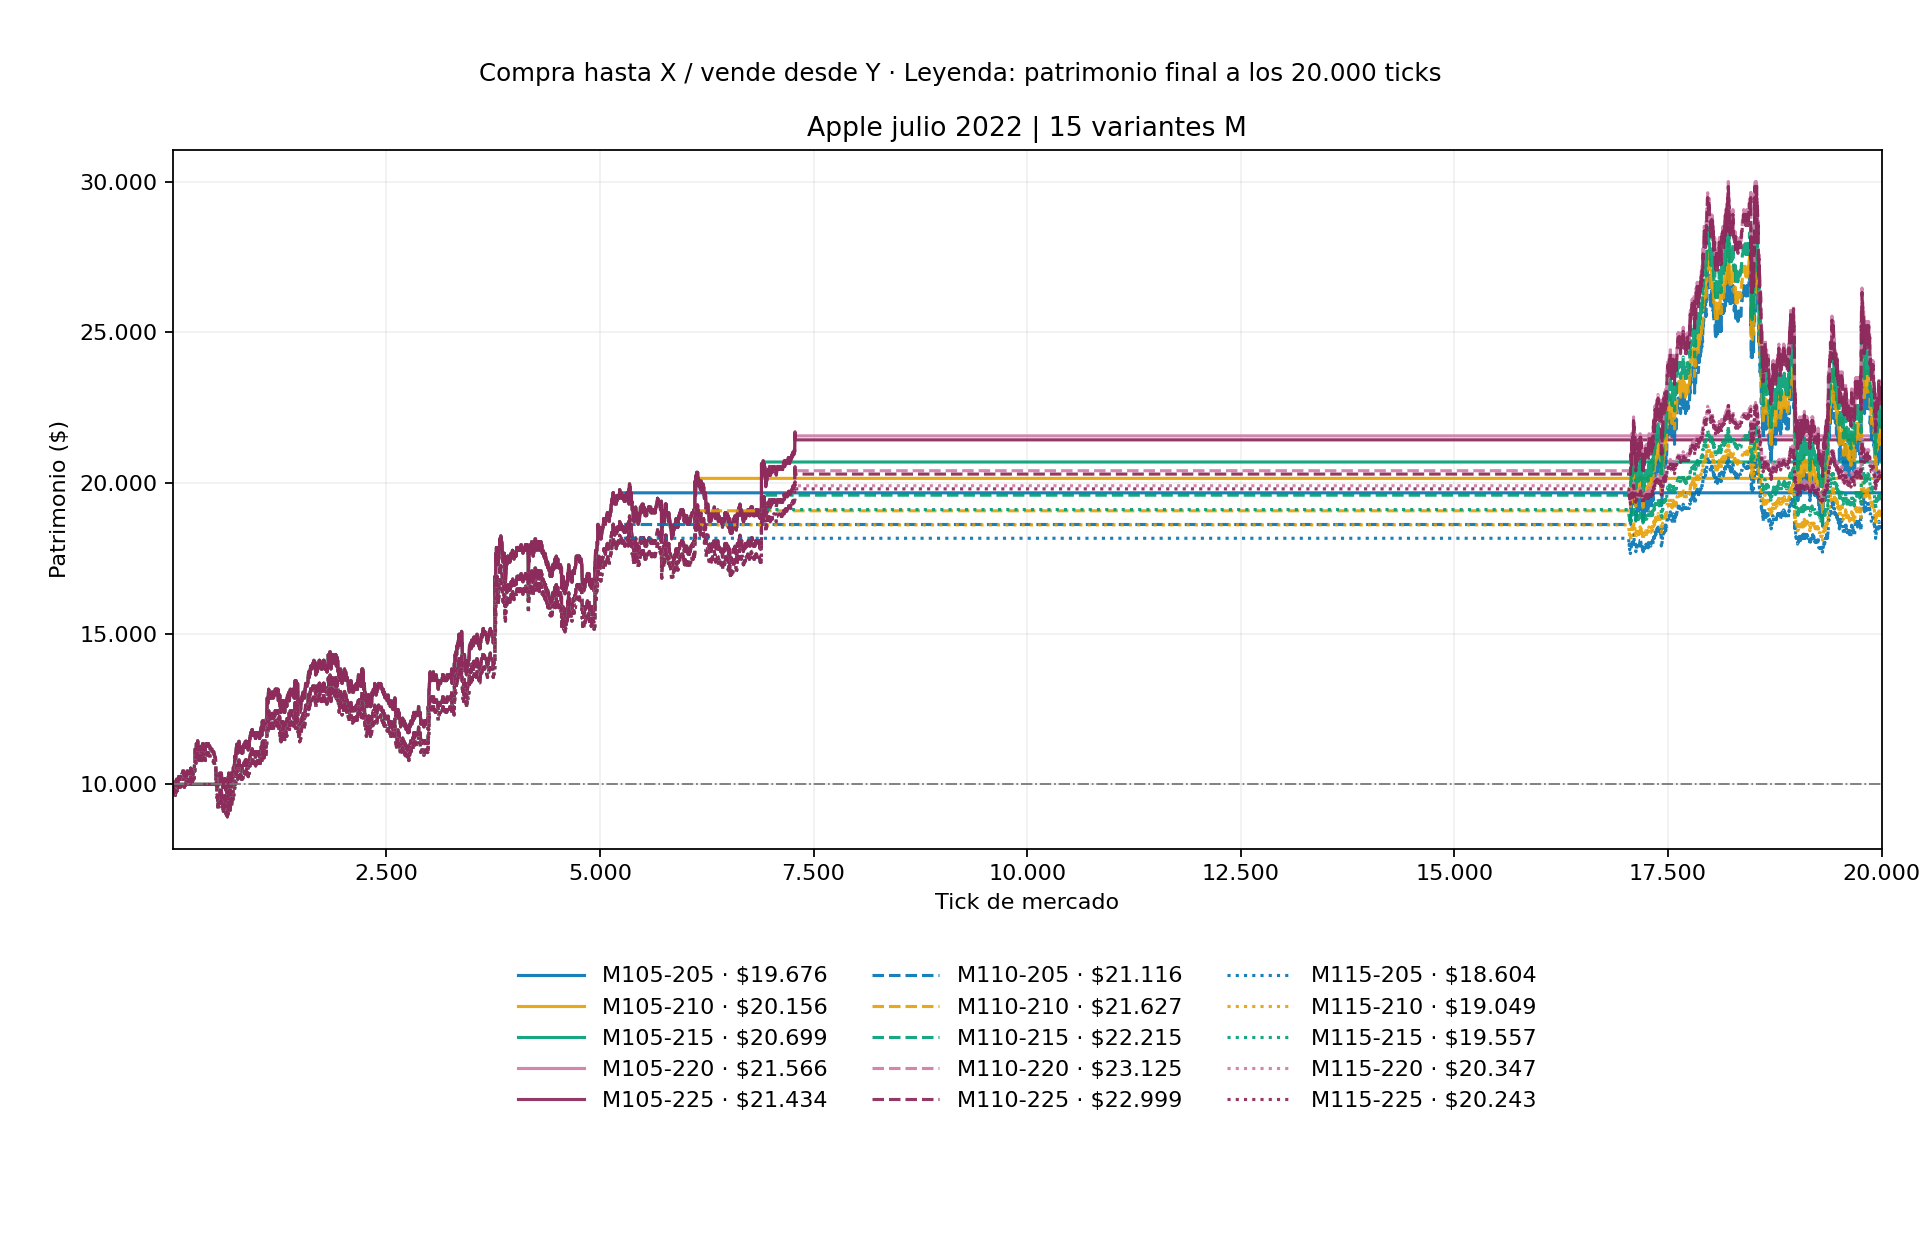 Compra hasta X / vende desde Y · Leyenda: patrimonio final a los 20.000 ticks
Apple julio 2022 | 15 variantes M
30.000
25.000
20.000
15.000
10.000
Patrimonio ($)
2.500 5.000 7.500 10.000 12.500 15.000 17.500 20.000
Tick de mercado
M105-205 · $19.676 M110-205 · $21.116 M115-205 · $18.604
M105-210 · $20.156 M110-210 · $21.627 M115-210 · $19.049
M105-215 · $20.699 M110-215 · $22.215 M115-215 · $19.557
M105-220 · $21.566 M110-220 · $23.125 M115-220 · $20.347
M105-225 · $21.434 M110-225 · $22.999 M115-225 · $20.243